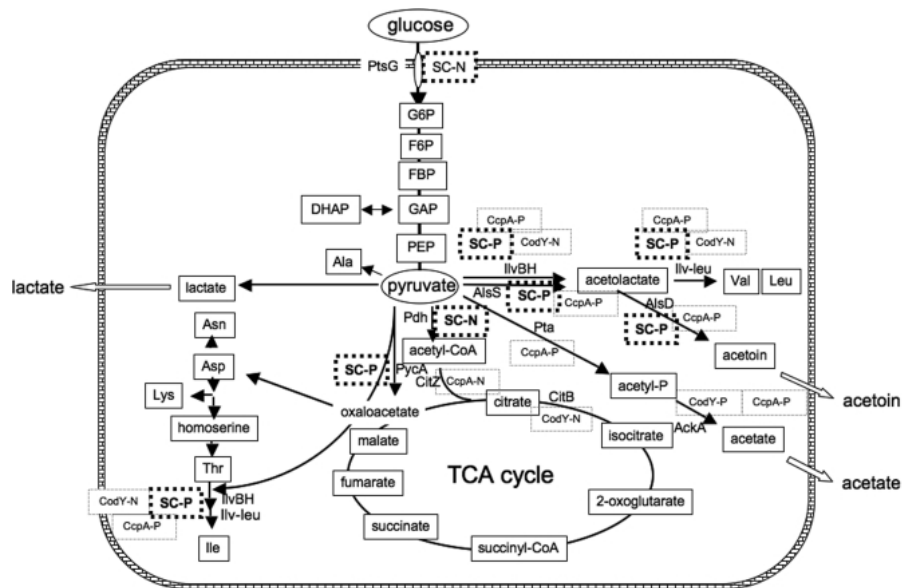 glucose
PtsG
SC-N
G6P
F6P
FBP
DHAP
GAP
CcpA-P
CcpA-P
PEP
SC-P
CodY-N
SC-P
CodY-N
Ala
IlvBH
Ilv-leu
lactate
lactate
pyruvate
acetolactate
Val
Leu
AlsS
SC-P
CcpA-P
AlsD
CcpA-P
Asn
Pdh
SC-N
Pta
SC-P
acetyl-CoA
CcpA-P
acetoin
SC-P
PycA
Asp
CitZ
CcpA-N
acetyl-P
Lys
citrate
CitB
CodY-P
CcpA-P
acetoin
oxaloacetate
CodY-N
homoserine
malate
isocitrate
AckA
acetate
Thr
TCA cycle
fumarate
acetate
CodY-N
SC-P
IlvBH
2-oxoglutarate
Ilv-leu
CcpA-P
succinate
Ile
succinyl-CoA